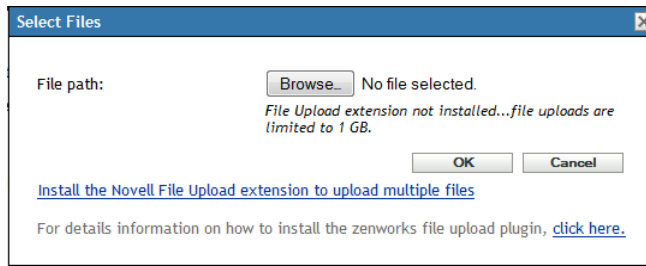 Select Files
File path:
Browse… No file selected.
File Upload extension not installed...file uploads are
limited to 1 GB.
OK Cancel
Install the Novell File Upload extension to upload multiple files
For details information on how to install the zenworks file upload plugin, click here.